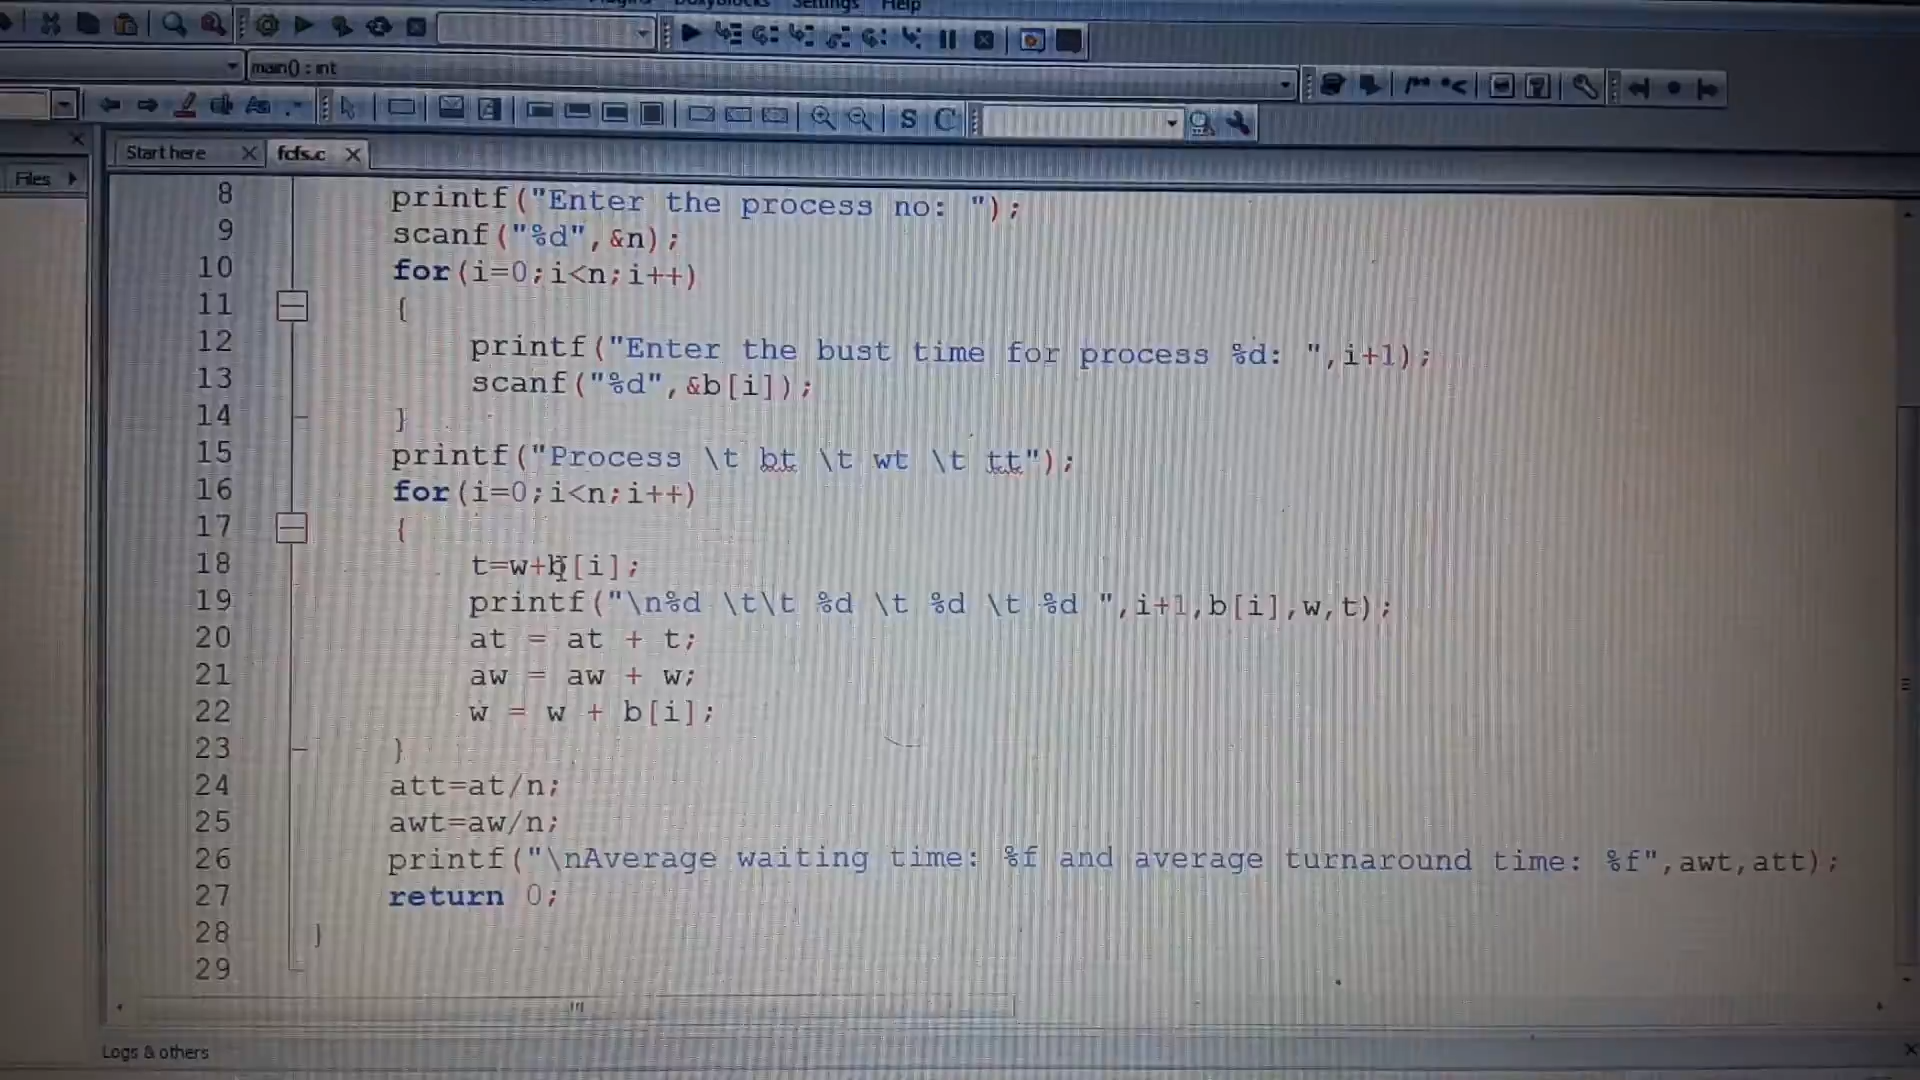 Settings Help
main() : int
S C
Start here fcfs.c
Files
8 printf("Enter the process no: ");
9 scanf("%d",&n);
10 for(i=0;i<n;i++)
11 {
12 printf("Enter the bust time for process %d: ",i+1);
13 scanf("%d",&b[i]);
14 }
15 printf("Process \t bt \t wt \t tt");
16 for(i=0;i<n;i++)
17 {
18 t=w+b[i];
19 printf("\n%d \t\t %d \t %d \t %d ",i+1,b[i],w,t);
20 at = at + t;
21 aw = aw + w;
22 w = w + b[i];
23 }
24 att=at/n;
25 awt=aw/n;
26 printf("\nAverage waiting time: %f and average turnaround time: %f",awt,att);
27 return 0;
28 }
29
Logs & others